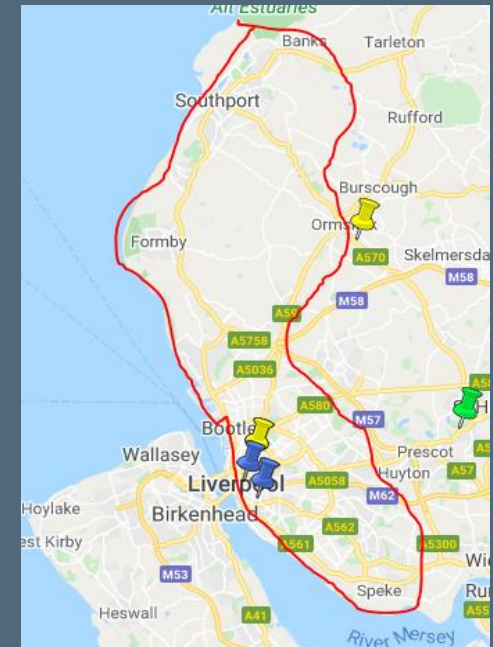 Alt Estuaries
Banks
Tarleton
Southport
Rufford
Burscough
Formby
A570
Skelmersda
M58
M58
A59
A5758
A5036
A580
M57
Bootle
Prescot
A57
Wallasey
Huyton
A5058
Liverpool
M62
Hoylake
Birkenhead
A562
est Kirby
A561
A5300
M53
Speke
Heswall
A41
River Mersey